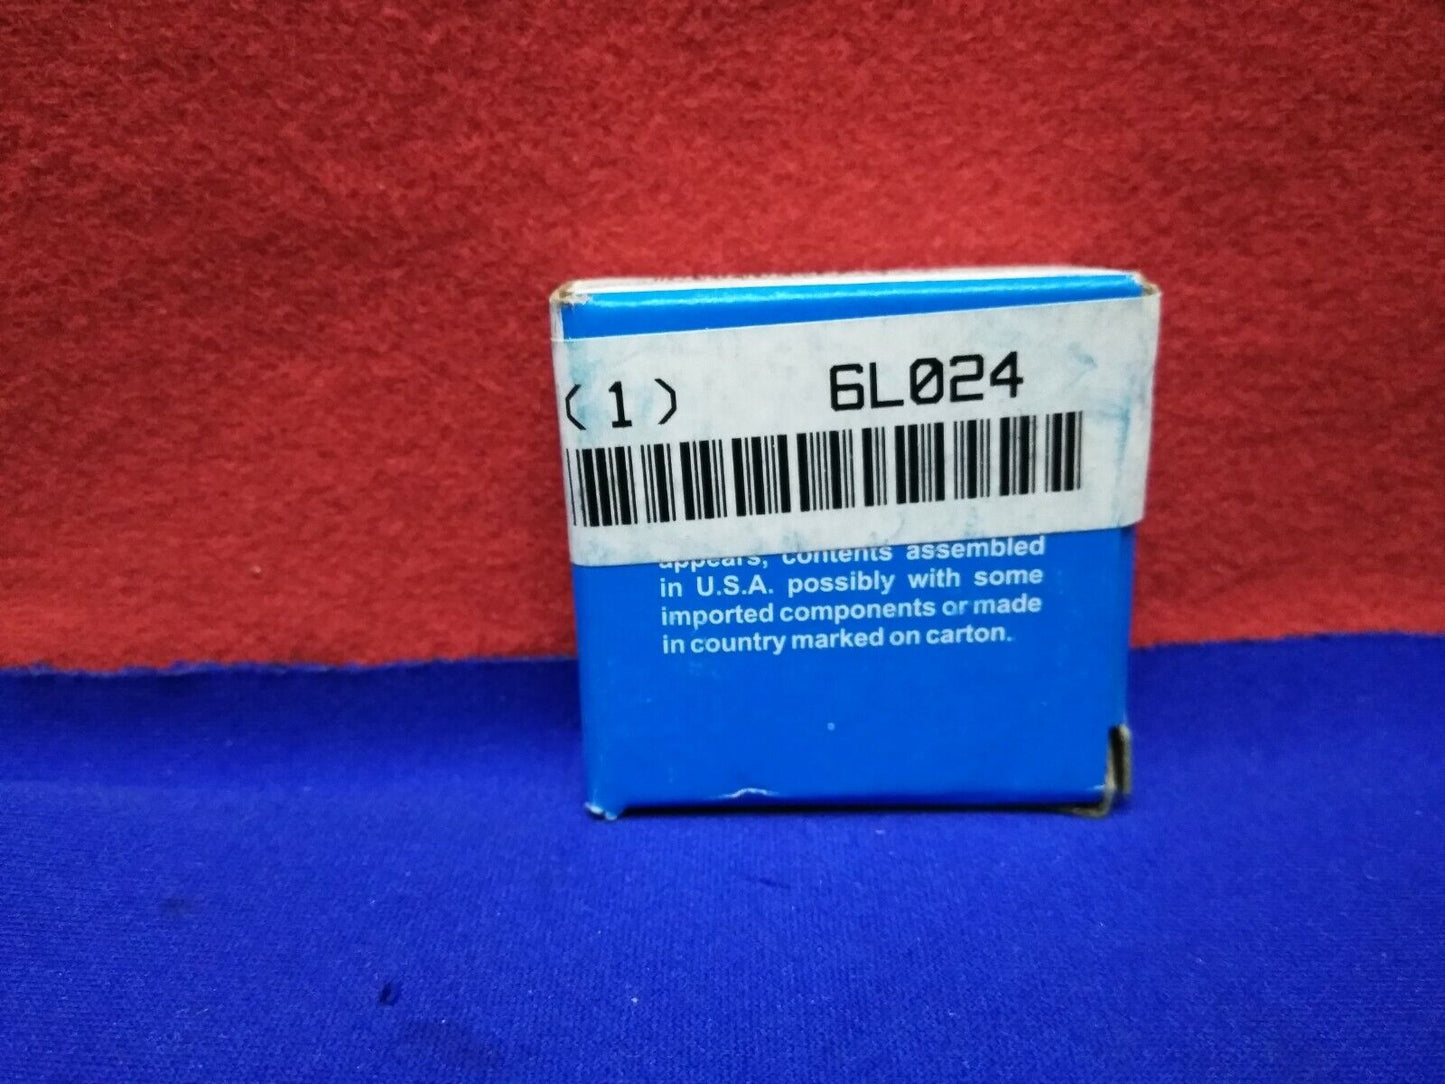 (1) 6L024
appears, contents assembled
in U.S.A. possibly with some
imported components or made
in country marked on carton.